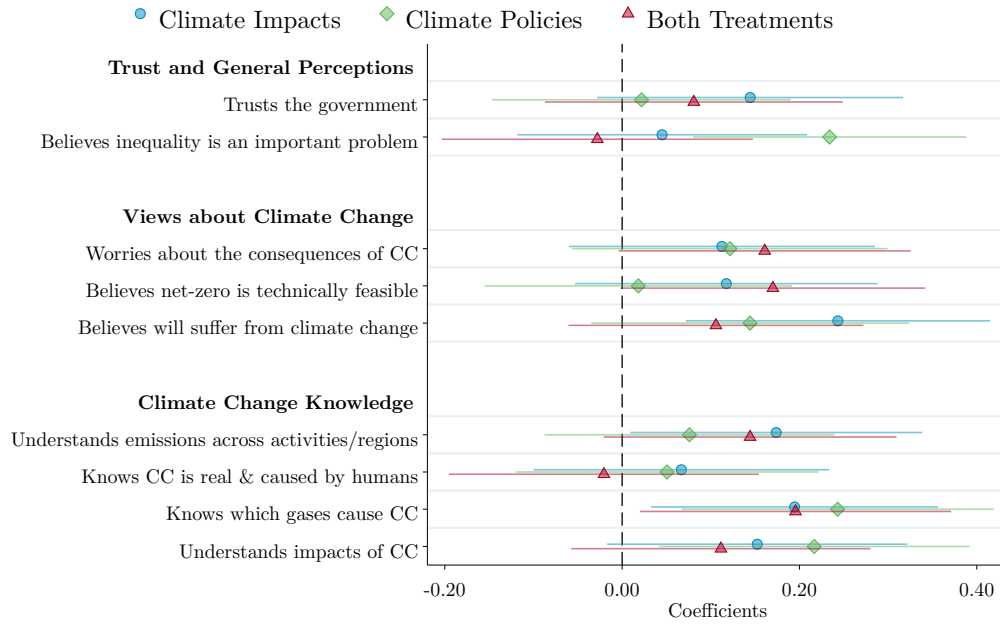 Climate Impacts Climate Policies Both Treatments
Trust and General Perceptions
Trusts the government
Believes inequality is an important problem
Views about Climate Change
Worries about the consequences of CC
Believes net-zero is technically feasible
Believes will suffer from climate change
Climate Change Knowledge
Understands emissions across activities/regions
Knows CC is real & caused by humans
Knows which gases cause CC
Understands impacts of CC
-0.20 0.00 0.20 0.40
Coefficients